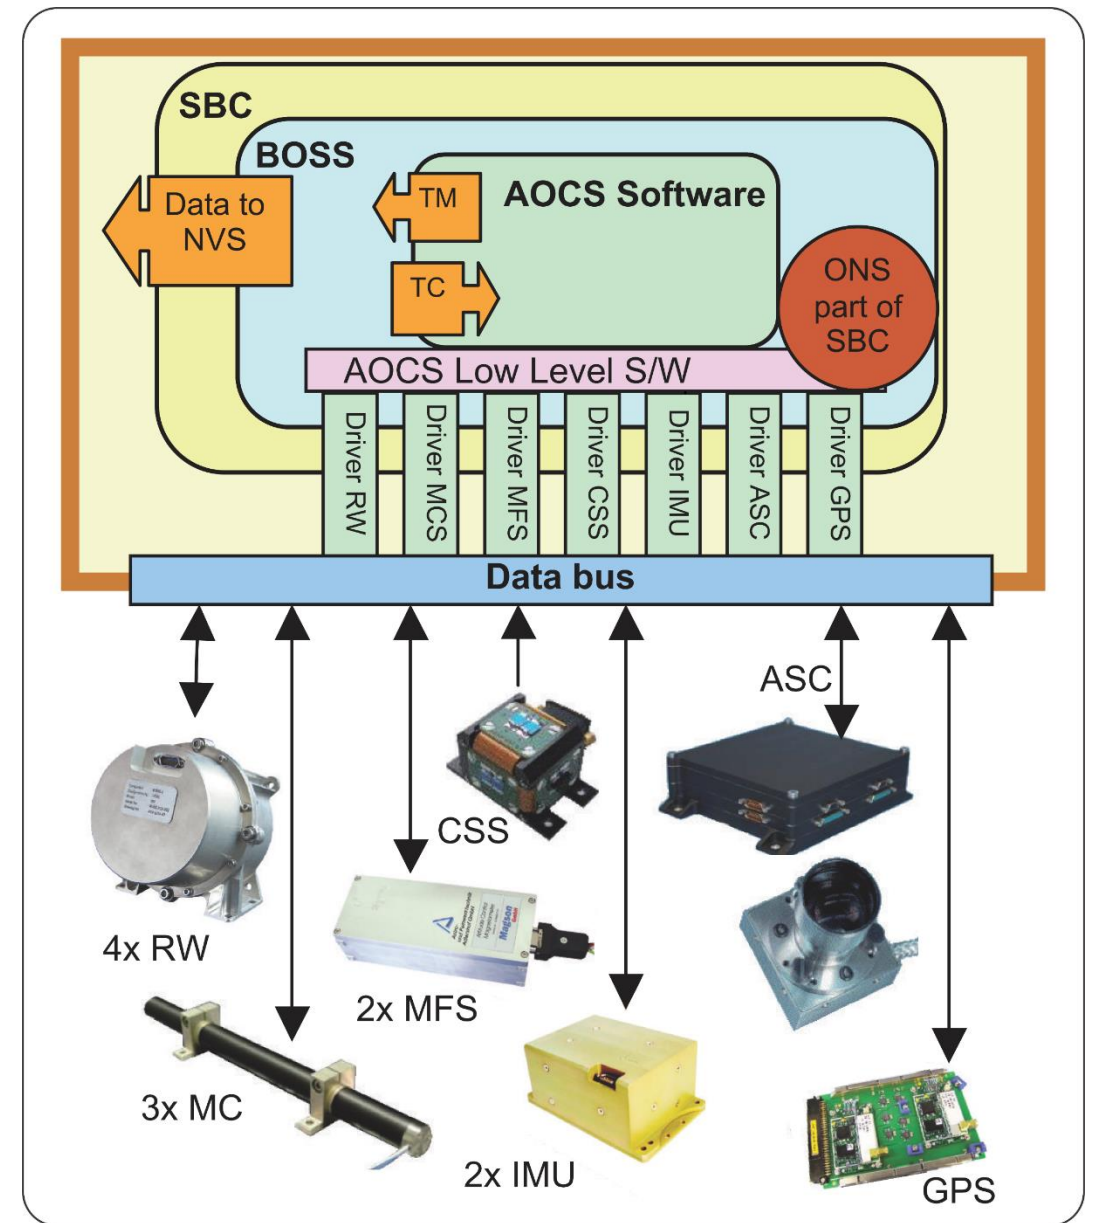 SBC
BOSS
Data to
NVS
TM
AOCS Software
TC
ONS
part of
SBC
AOCS Low Level S/W
Driver RW
Driver MCS
Driver MFS
Driver CSS
Driver IMU
Driver ASC
Driver GPS
Data bus
ASC
CSS
4x RW
Magson
2x MFS
3x MC
2x IMU
GPS